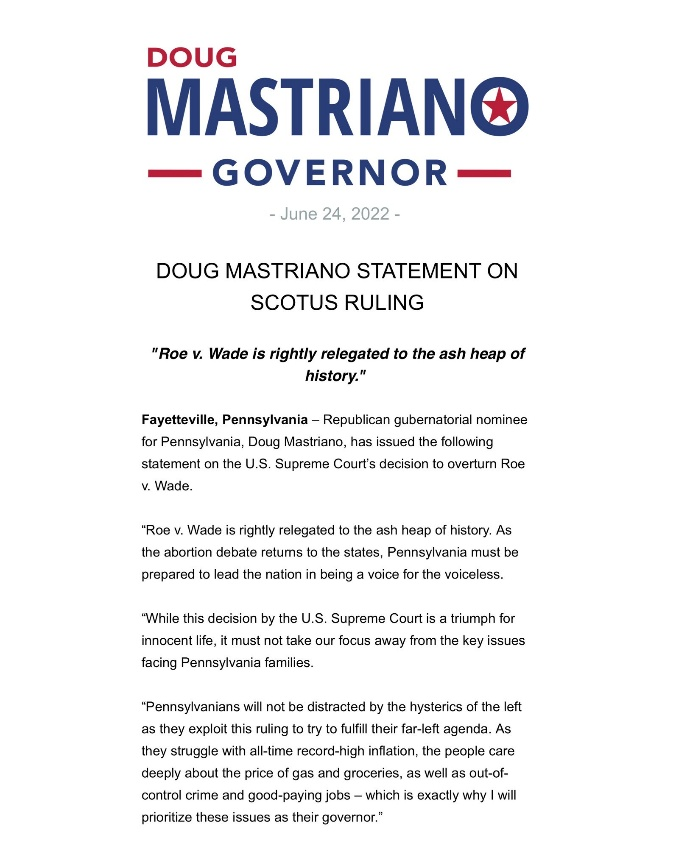 DOUG
MASTRIANO
GOVERNOR
- June 24, 2022 -
DOUG MASTRIANO STATEMENT ON
SCOTUS RULING
"Roe v. Wade is rightly relegated to the ash heap of
history."
Fayetteville, Pennsylvania – Republican gubernatorial nominee
for Pennsylvania, Doug Mastriano, has issued the following
statement on the U.S. Supreme Court’s decision to overturn Roe
v. Wade.
“Roe v. Wade is rightly relegated to the ash heap of history. As
the abortion debate returns to the states, Pennsylvania must be
prepared to lead the nation in being a voice for the voiceless.
“While this decision by the U.S. Supreme Court is a triumph for
innocent life, it must not take our focus away from the key issues
facing Pennsylvania families.
“Pennsylvanians will not be distracted by the hysterics of the left
as they exploit this ruling to try to fulfill their far-left agenda. As
they struggle with all-time record-high inflation, the people care
deeply about the price of gas and groceries, as well as out-of-
control crime and good-paying jobs – which is exactly why I will
prioritize these issues as their governor.”